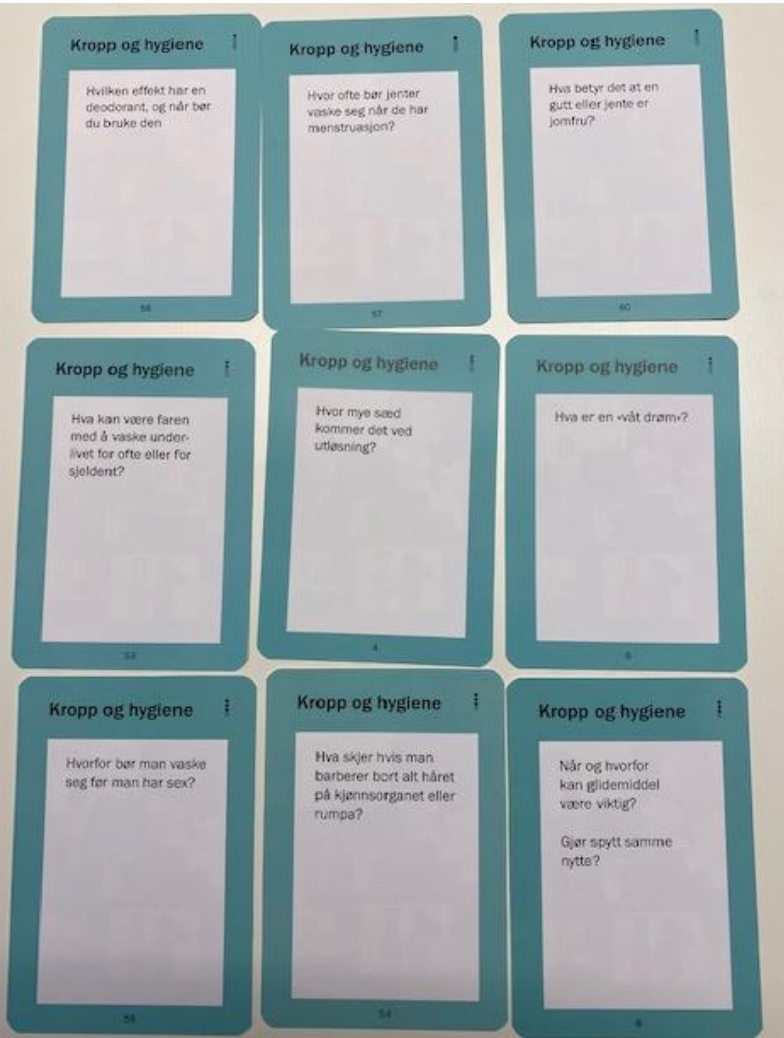 Kropp og hygiene
Hvilken effekt har en
deodorant, og når bør
du bruke den
56
Kropp og hygiene
Hvor ofte bør jenter
vaske seg når de har
menstruasjon?
57
Kropp og hygiene
Hva betyr det at en
gutt eller jente er
jomfru?
60
Kropp og hygiene
Hva kan være faren
med å vaske under-
livet for ofte eller for
sjeldent?
Kropp og hygiene
Hvor mye sæd
kommer det ved
utløsning?
4
Kropp og hygiene
Hva er en «våt drøm»?
6
Kropp og hygiene
Hvorfor bør man vaske
seg før man har sex?
Kropp og hygiene
Hva skjer hvis man
barberer bort alt håret
på kjønnsorganet eller
rumpa?
54
Kropp og hygiene
Når og hvorfor
kan glidemiddel
være viktig?
Gjør spytt samme
nytte?